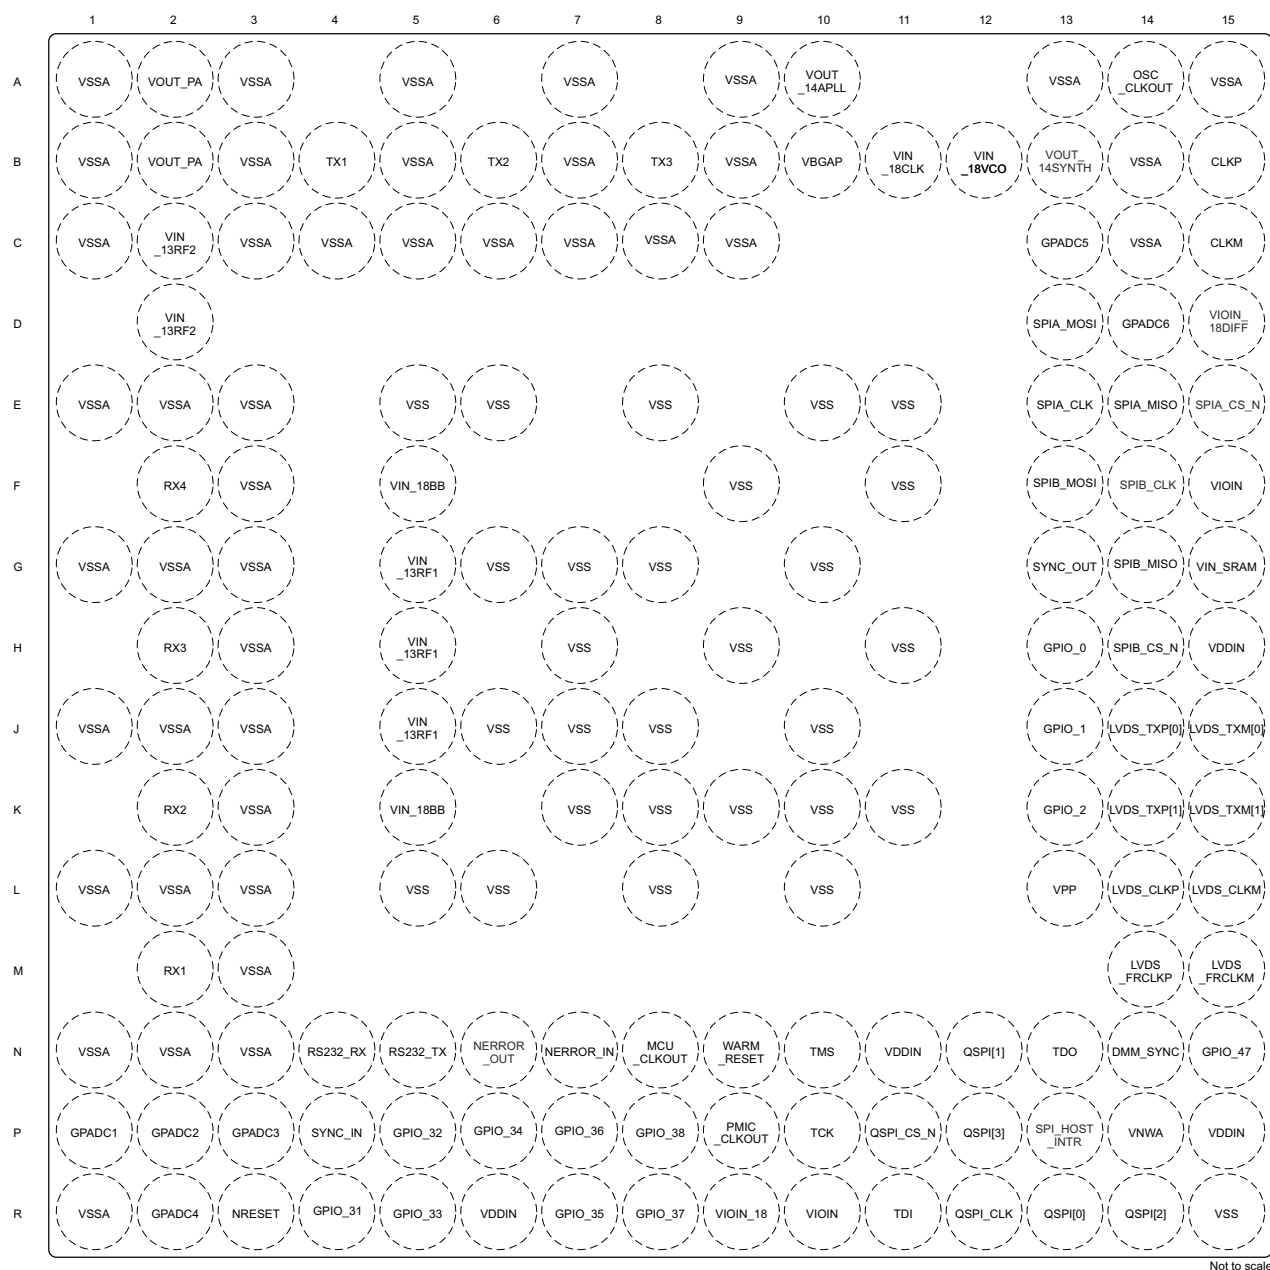 1 2 3 4 5 6 7 8 9 10 11 12 13 14 15
A VSSA VOUT_PA VSSA VSSA VSSA VSSA VOUT VSSA OSC VSSA
_14APLL _CLKOUT
B VSSA VOUT_PA VSSA TX1 VSSA TX2 VSSA TX3 VSSA VBGAP VIN VIN VOUT_ VSSA CLKP
_18CLK _18VCO 14SYNTH
C VSSA VIN VSSA VSSA VSSA VSSA VSSA VSSA VSSA GPADC5 VSSA CLKM
_13RF2
D VIN SPIA_MOSI GPADC6 VIOIN_
_13RF2 18DIFF
E VSSA VSSA VSSA VSS VSS VSS VSS VSS SPIA_CLK SPIA_MISO SPIA_CS_N
F RX4 VSSA VIN_18BB VSS VSS SPIB_MOSI SPIB_CLK VIOIN
G VSSA VSSA VSSA VIN VSS VSS VSS VSS SYNC_OUT SPIB_MISO VIN_SRAM
_13RF1
H RX3 VSSA VIN VSS VSS VSS GPIO_0 SPIB_CS_N VDDIN
_13RF1
J VSSA VSSA VSSA VIN VSS VSS VSS VSS GPIO_1 LVDS_TXP[0] LVDS_TXM[0]
_13RF1
K RX2 VSSA VIN_18BB VSS VSS VSS VSS VSS GPIO_2 LVDS_TXP[1] LVDS_TXM[1]
L VSSA VSSA VSSA VSS VSS VSS VSS VPP LVDS_CLKP LVDS_CLKM
M RX1 VSSA LVDS LVDS
_FRCLKP _FRCLKM
N VSSA VSSA VSSA RS232_RX RS232_TX NERROR NERROR_IN MCU WARM TMS VDDIN QSPI[1] TDO DMM_SYNC GPIO_47
_OUT _CLKOUT _RESET
P GPADC1 GPADC2 GPADC3 SYNC_IN GPIO_32 GPIO_34 GPIO_36 GPIO_38 PMIC TCK QSPI_CS_N QSPI[3] SPI_HOST VNWA VDDIN
_CLKOUT _INTR
R VSSA GPADC4 NRESET GPIO_31 GPIO_33 VDDIN GPIO_35 GPIO_37 VIOIN_18 VIOIN TDI QSPI_CLK QSPI[0] QSPI[2] VSS
Not to scale